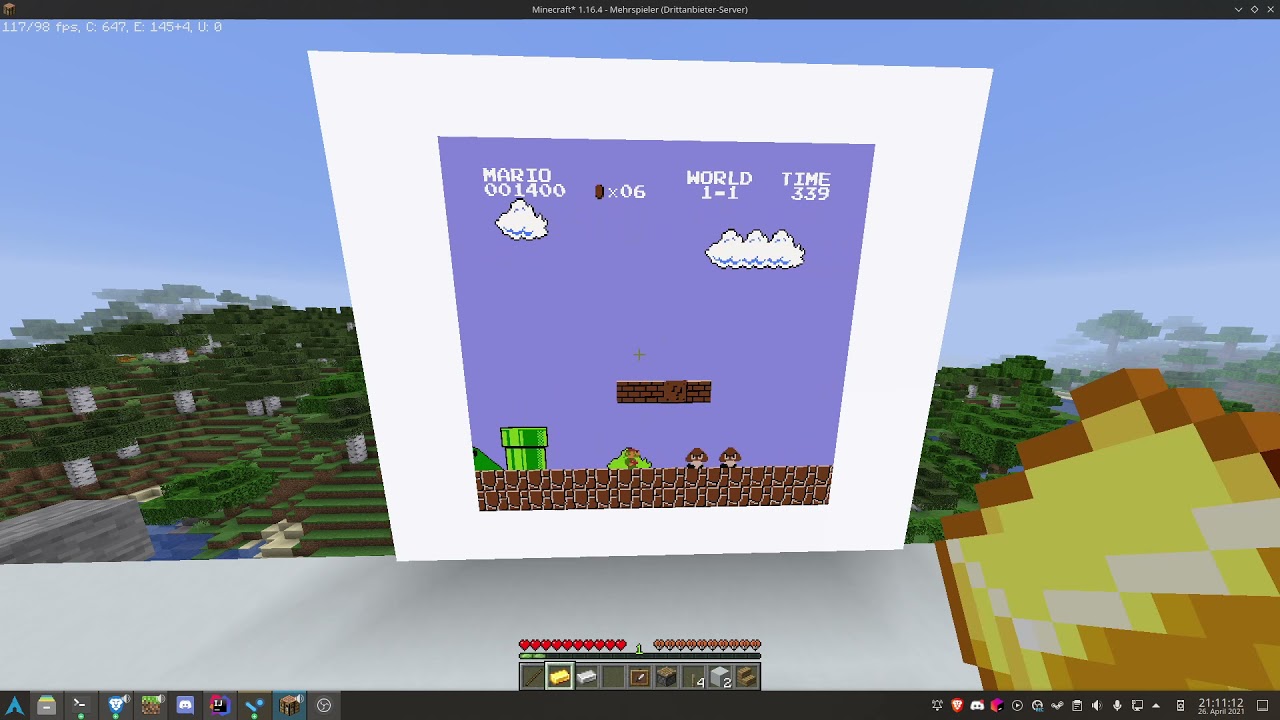 Minecraft* 1.16.4 - Mehrspieler (Drittanbieter-Server)
117/98 fps, C: 647, E: 145+4, U: 0
MARIO WORLD TIME
001400 x06 1-1 339
1
4 2
21:11:12
26. April 2021